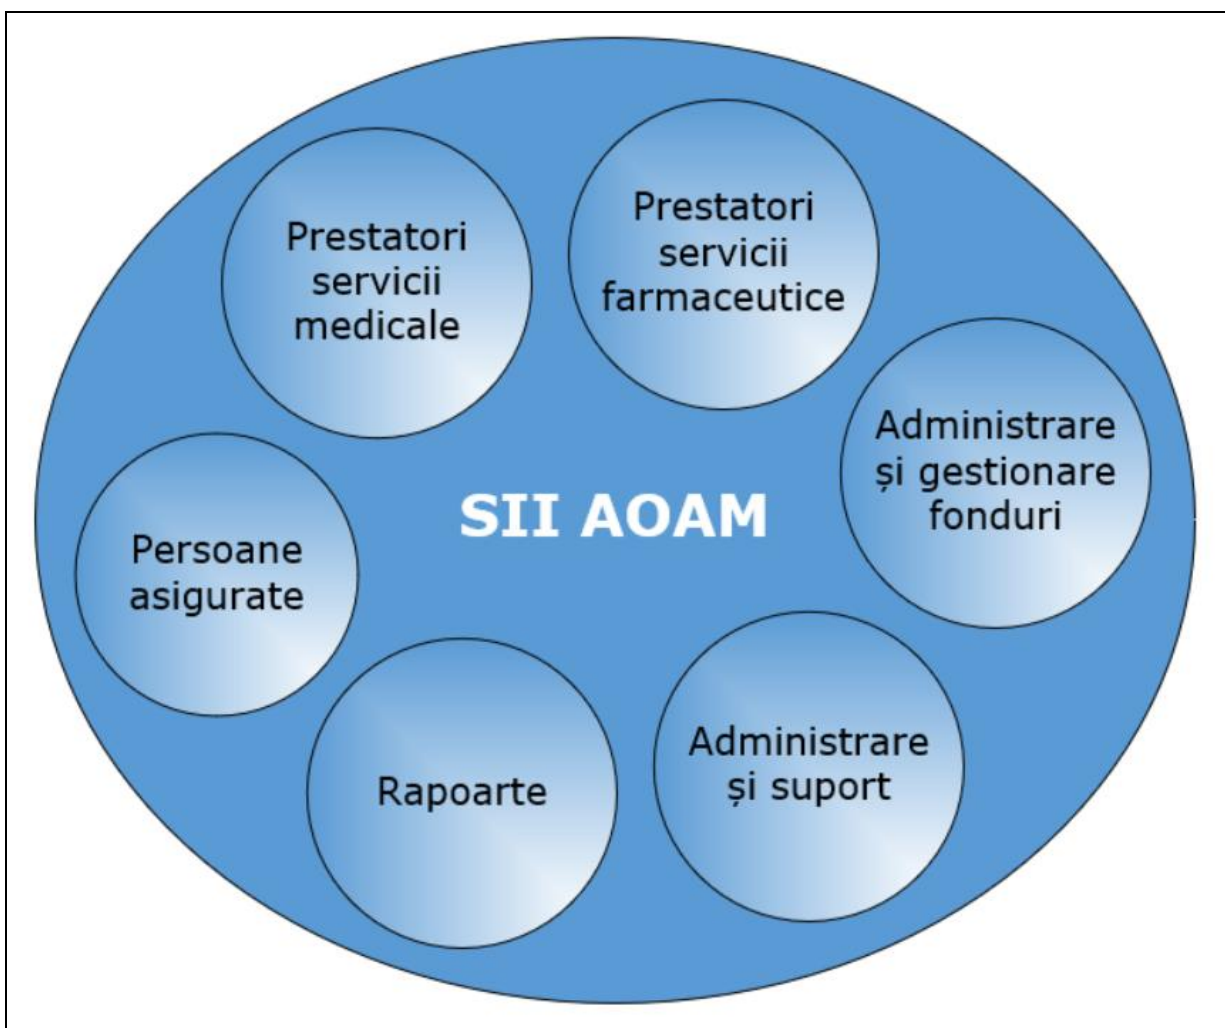 Prestatori
servicii
medicale
Prestatori
servicii
farmaceutice
Administrare
și gestionare
fonduri
SII AOAM
Persoane
asigurate
Rapoarte
Administrare
și suport